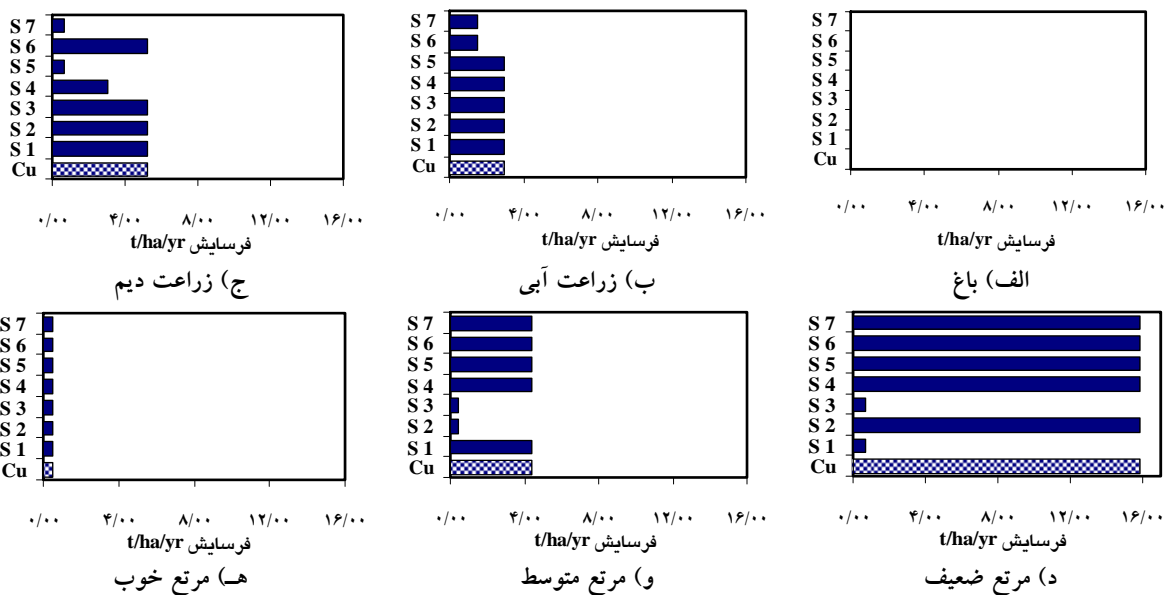 S 7
S 6
S 5
S 4
S 3
S 2
S 1
Cu
۰/۰۰ ۴/۰۰ ۸/۰۰ ۱۲/۰۰ ۱۶/۰۰
فرسایش t/ha/yr
الف) باغ
S 7
S 6
S 5
S 4
S 3
S 2
S 1
Cu
۰/۰۰ ۴/۰۰ ۸/۰۰ ۱۲/۰۰ ۱۶/۰۰
فرسایش t/ha/yr
ب) زراعت آبی
S 7
S 6
S 5
S 4
S 3
S 2
S 1
Cu
۰/۰۰ ۴/۰۰ ۸/۰۰ ۱۲/۰۰ ۱۶/۰۰
فرسایش t/ha/yr
ج) زراعت دیم
S 7
S 6
S 5
S 4
S 3
S 2
S 1
Cu
۰/۰۰ ۴/۰۰ ۸/۰۰ ۱۲/۰۰ ۱۶/۰۰
فرسایش t/ha/yr
د) مرتع ضعیف
S 7
S 6
S 5
S 4
S 3
S 2
S 1
Cu
۰/۰۰ ۴/۰۰ ۸/۰۰ ۱۲/۰۰ ۱۶/۰۰
فرسایش t/ha/yr
و) مرتع متوسط
S 7
S 6
S 5
S 4
S 3
S 2
S 1
Cu
۰/۰۰ ۴/۰۰ ۸/۰۰ ۱۲/۰۰ ۱۶/۰۰
فرسایش t/ha/yr
هـ) مرتع خوب